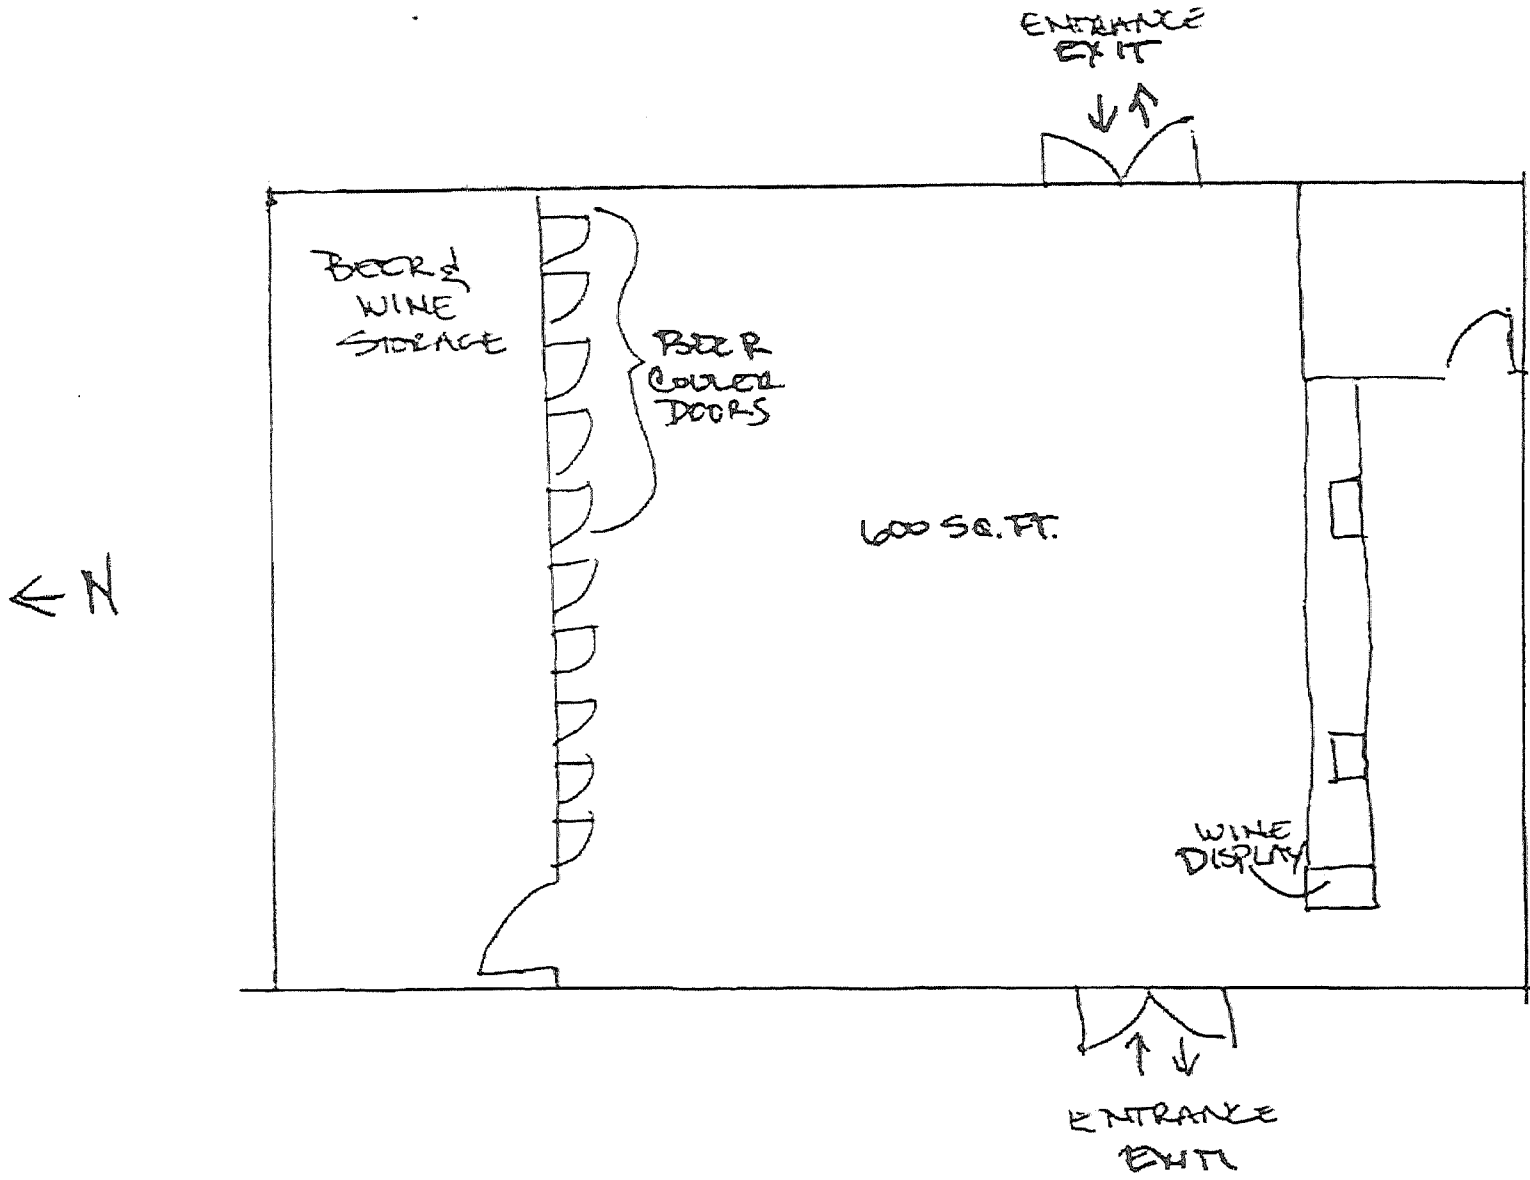 ENTRANCE
EXIT
BEER &
WINE
STORAGE
BEER
COOLER
DOORS
600 SQ. FT.
← N
WINE
DISPLAY
ENTRANCE
EXIT